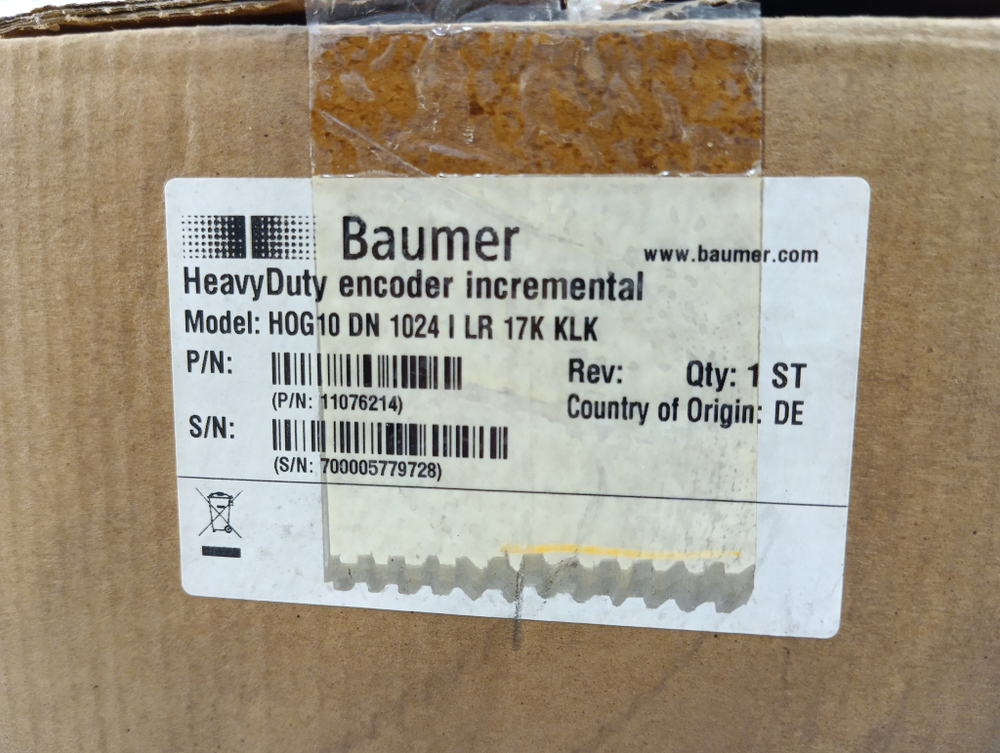 Baumer
www.baumer.com
HeavyDuty encoder incremental
Model: HOG10 DN 1024 I LR 17K KLK
P/N:
(P/N: 11076214)
Rev: Qty: 1 ST
Country of Origin: DE
S/N:
(S/N: 700005779728)